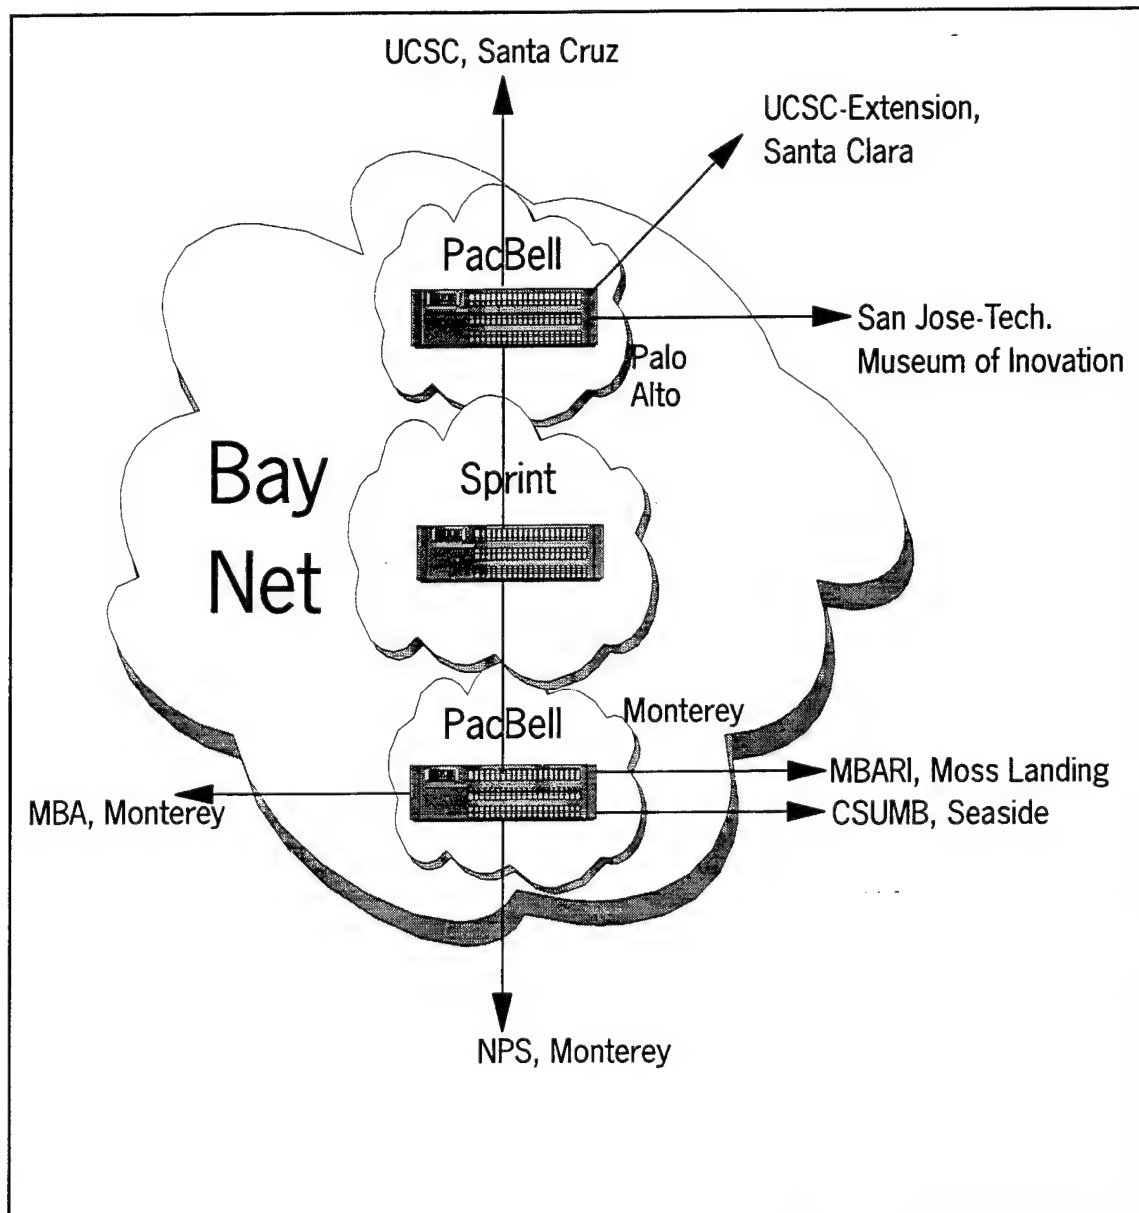 UCSC, Santa Cruz
UCSC-Extension,
Santa Clara
PacBell
San Jose-Tech.
Museum of Inovation
Palo
Alto
Bay
Net
Sprint
PacBell
Monterey
MBARI, Moss Landing
MBA, Monterey
CSUMB, Seaside
NPS, Monterey